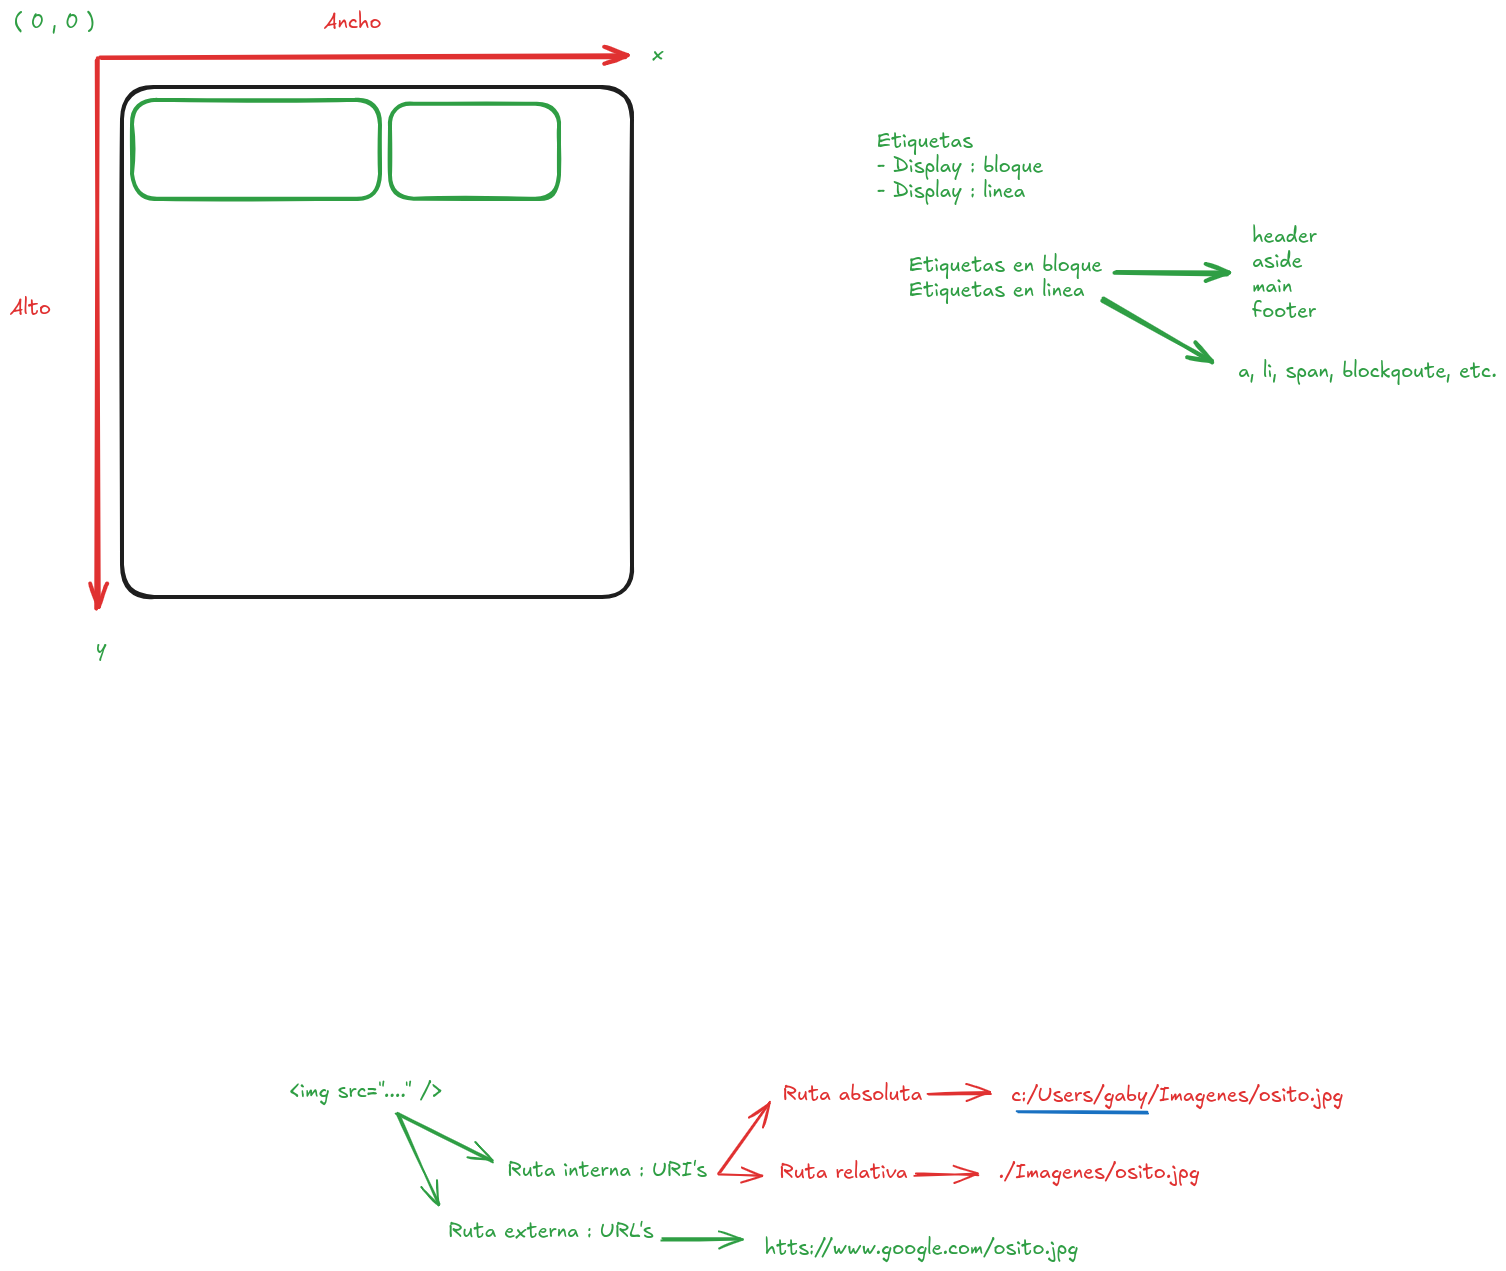 ( 0 , 0 )
Ancho
x
Alto
y
Etiquetas
- Display : bloque
- Display : linea
Etiquetas en bloque
Etiquetas en linea
header
aside
main
footer
a, li, span, blockqoute, etc.
<img src="...." />
Ruta interna : URI's
Ruta externa : URL's
Ruta absoluta
c:/Users/gaby/Imagenes/osito.jpg
Ruta relativa
./Imagenes/osito.jpg
htts://www.google.com/osito.jpg